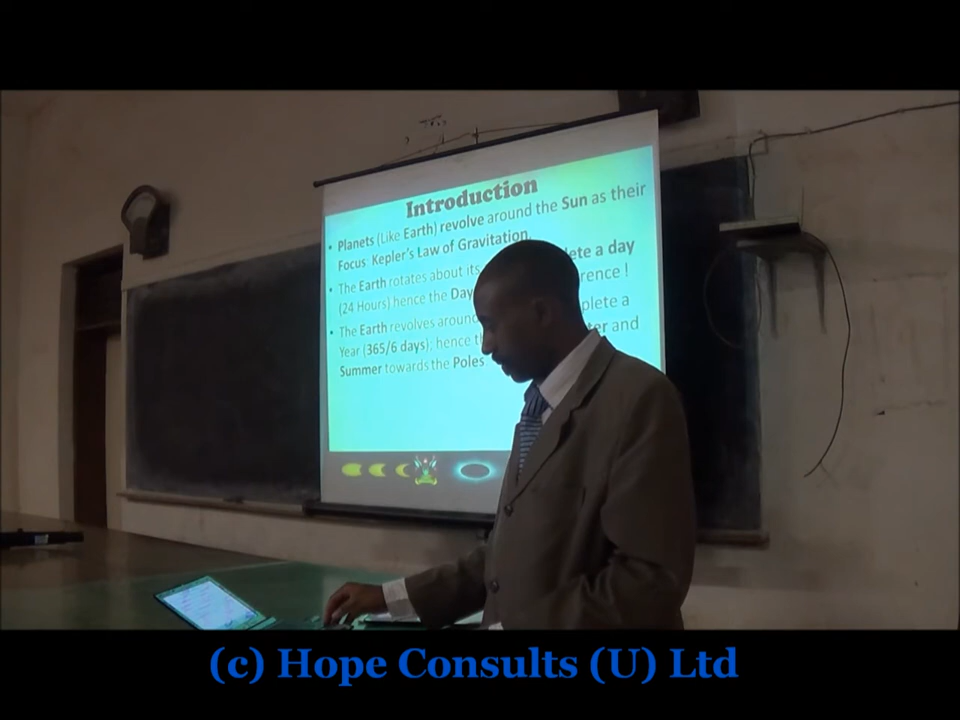 Introduction
• Planets (Like Earth) revolve around the Sun as their
Focus: Kepler's Law of Gravitation.
• The Earth rotates about its ete a day
(24 Hours) hence the Day rence !
• The Earth revolves around plete a
Year (365/6 days); hence th ter and
Summer towards the Poles
(c) Hope Consults (U) Ltd